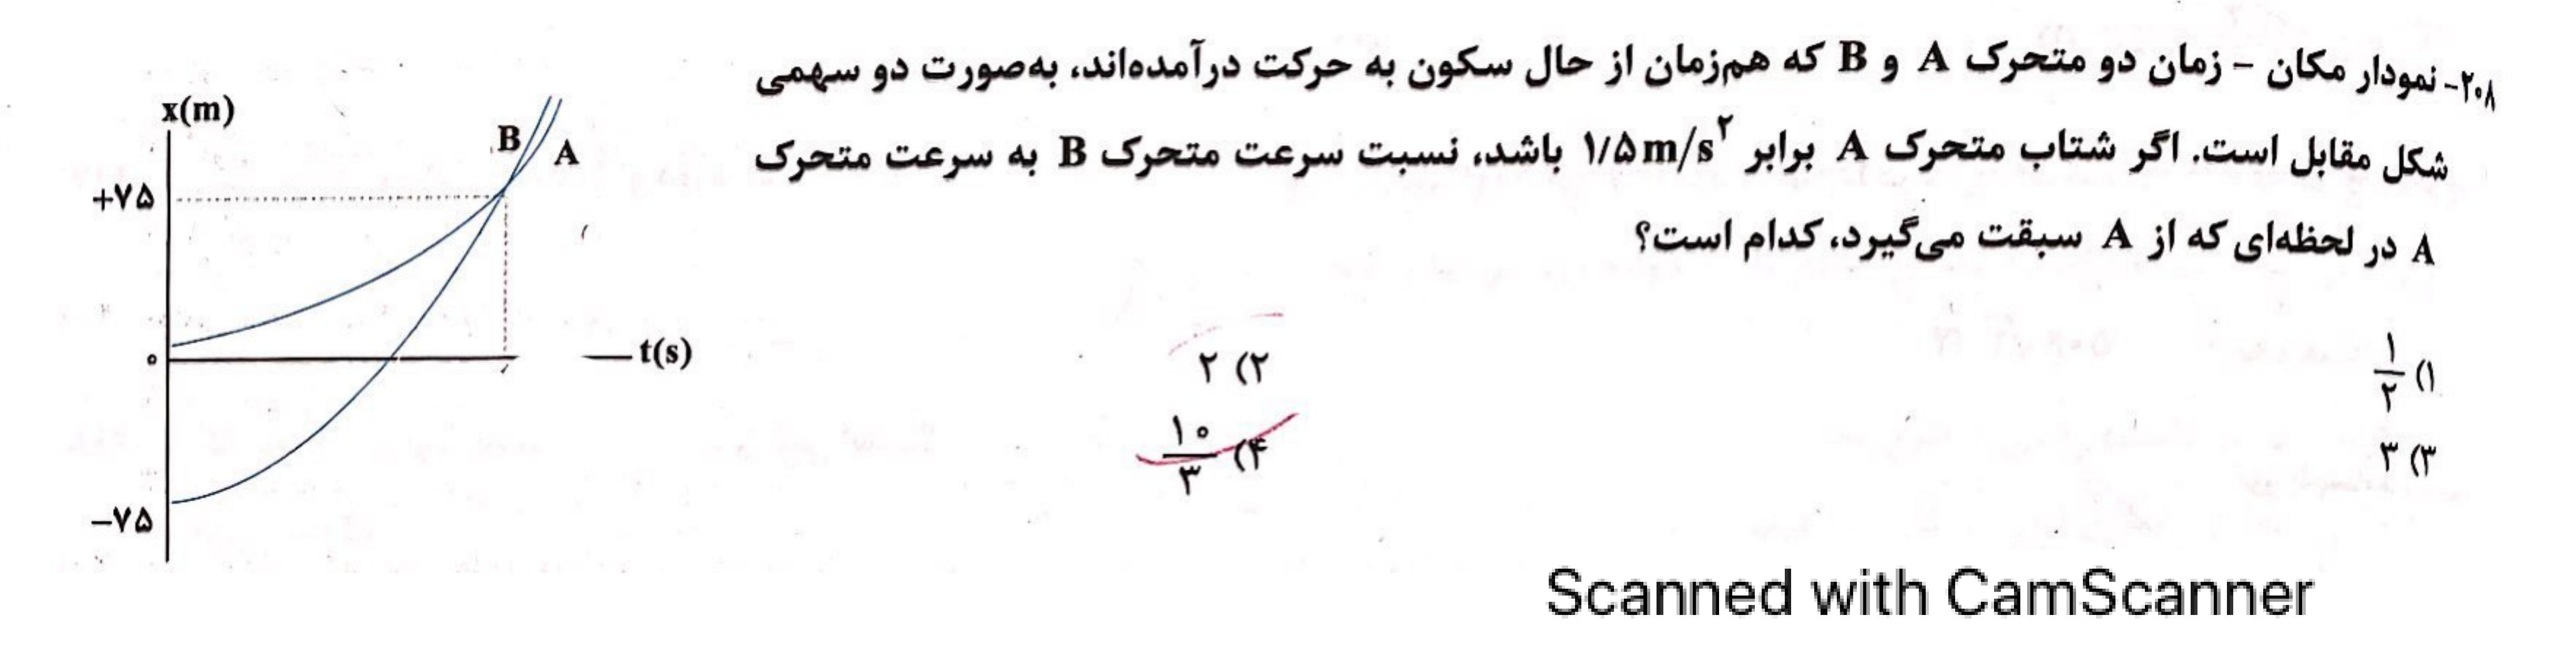 ۲۰۸- نمودار مکان – زمان دو متحرک A و B که هم‌زمان از حال سکون به حرکت درآمده‌اند، به‌صورت دو سهمی
شکل مقابل است. اگر شتاب متحرک A برابر ۱/۵ m/s² باشد، نسبت سرعت متحرک B به سرعت متحرک
A در لحظه‌ای که از A سبقت می‌گیرد، کدام است؟
۱) ۱/۲
۲) ۲
۳) ۳
۴) ۱۰/۳
x(m)
B
A
+۷۵
۰
t(s)
−۷۵
Scanned with CamScanner